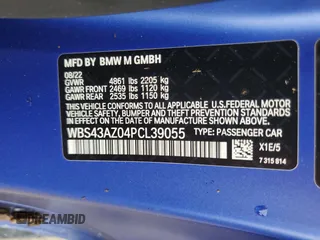 MFD BY BMW M GMBH
08/22
GVWR 4861 lbs 2205 kg
GAWR FRONT 2469 lbs 1120 kg
GAWR REAR 2535 lbs 1150 kg
THIS VEHICLE CONFORMS TO ALL APPLICABLE U.S.FEDERAL MOTOR
VEHICLE SAFETY, BUMPER, AND THEFT PREVENTION STANDARDS IN
EFFECT ON THE DATE OF MANUFACTURE SHOWN ABOVE.
WBS43AZ04PCL39055 TYPE: PASSENGER CAR
X1E/5
7 315 814
DREAMBID